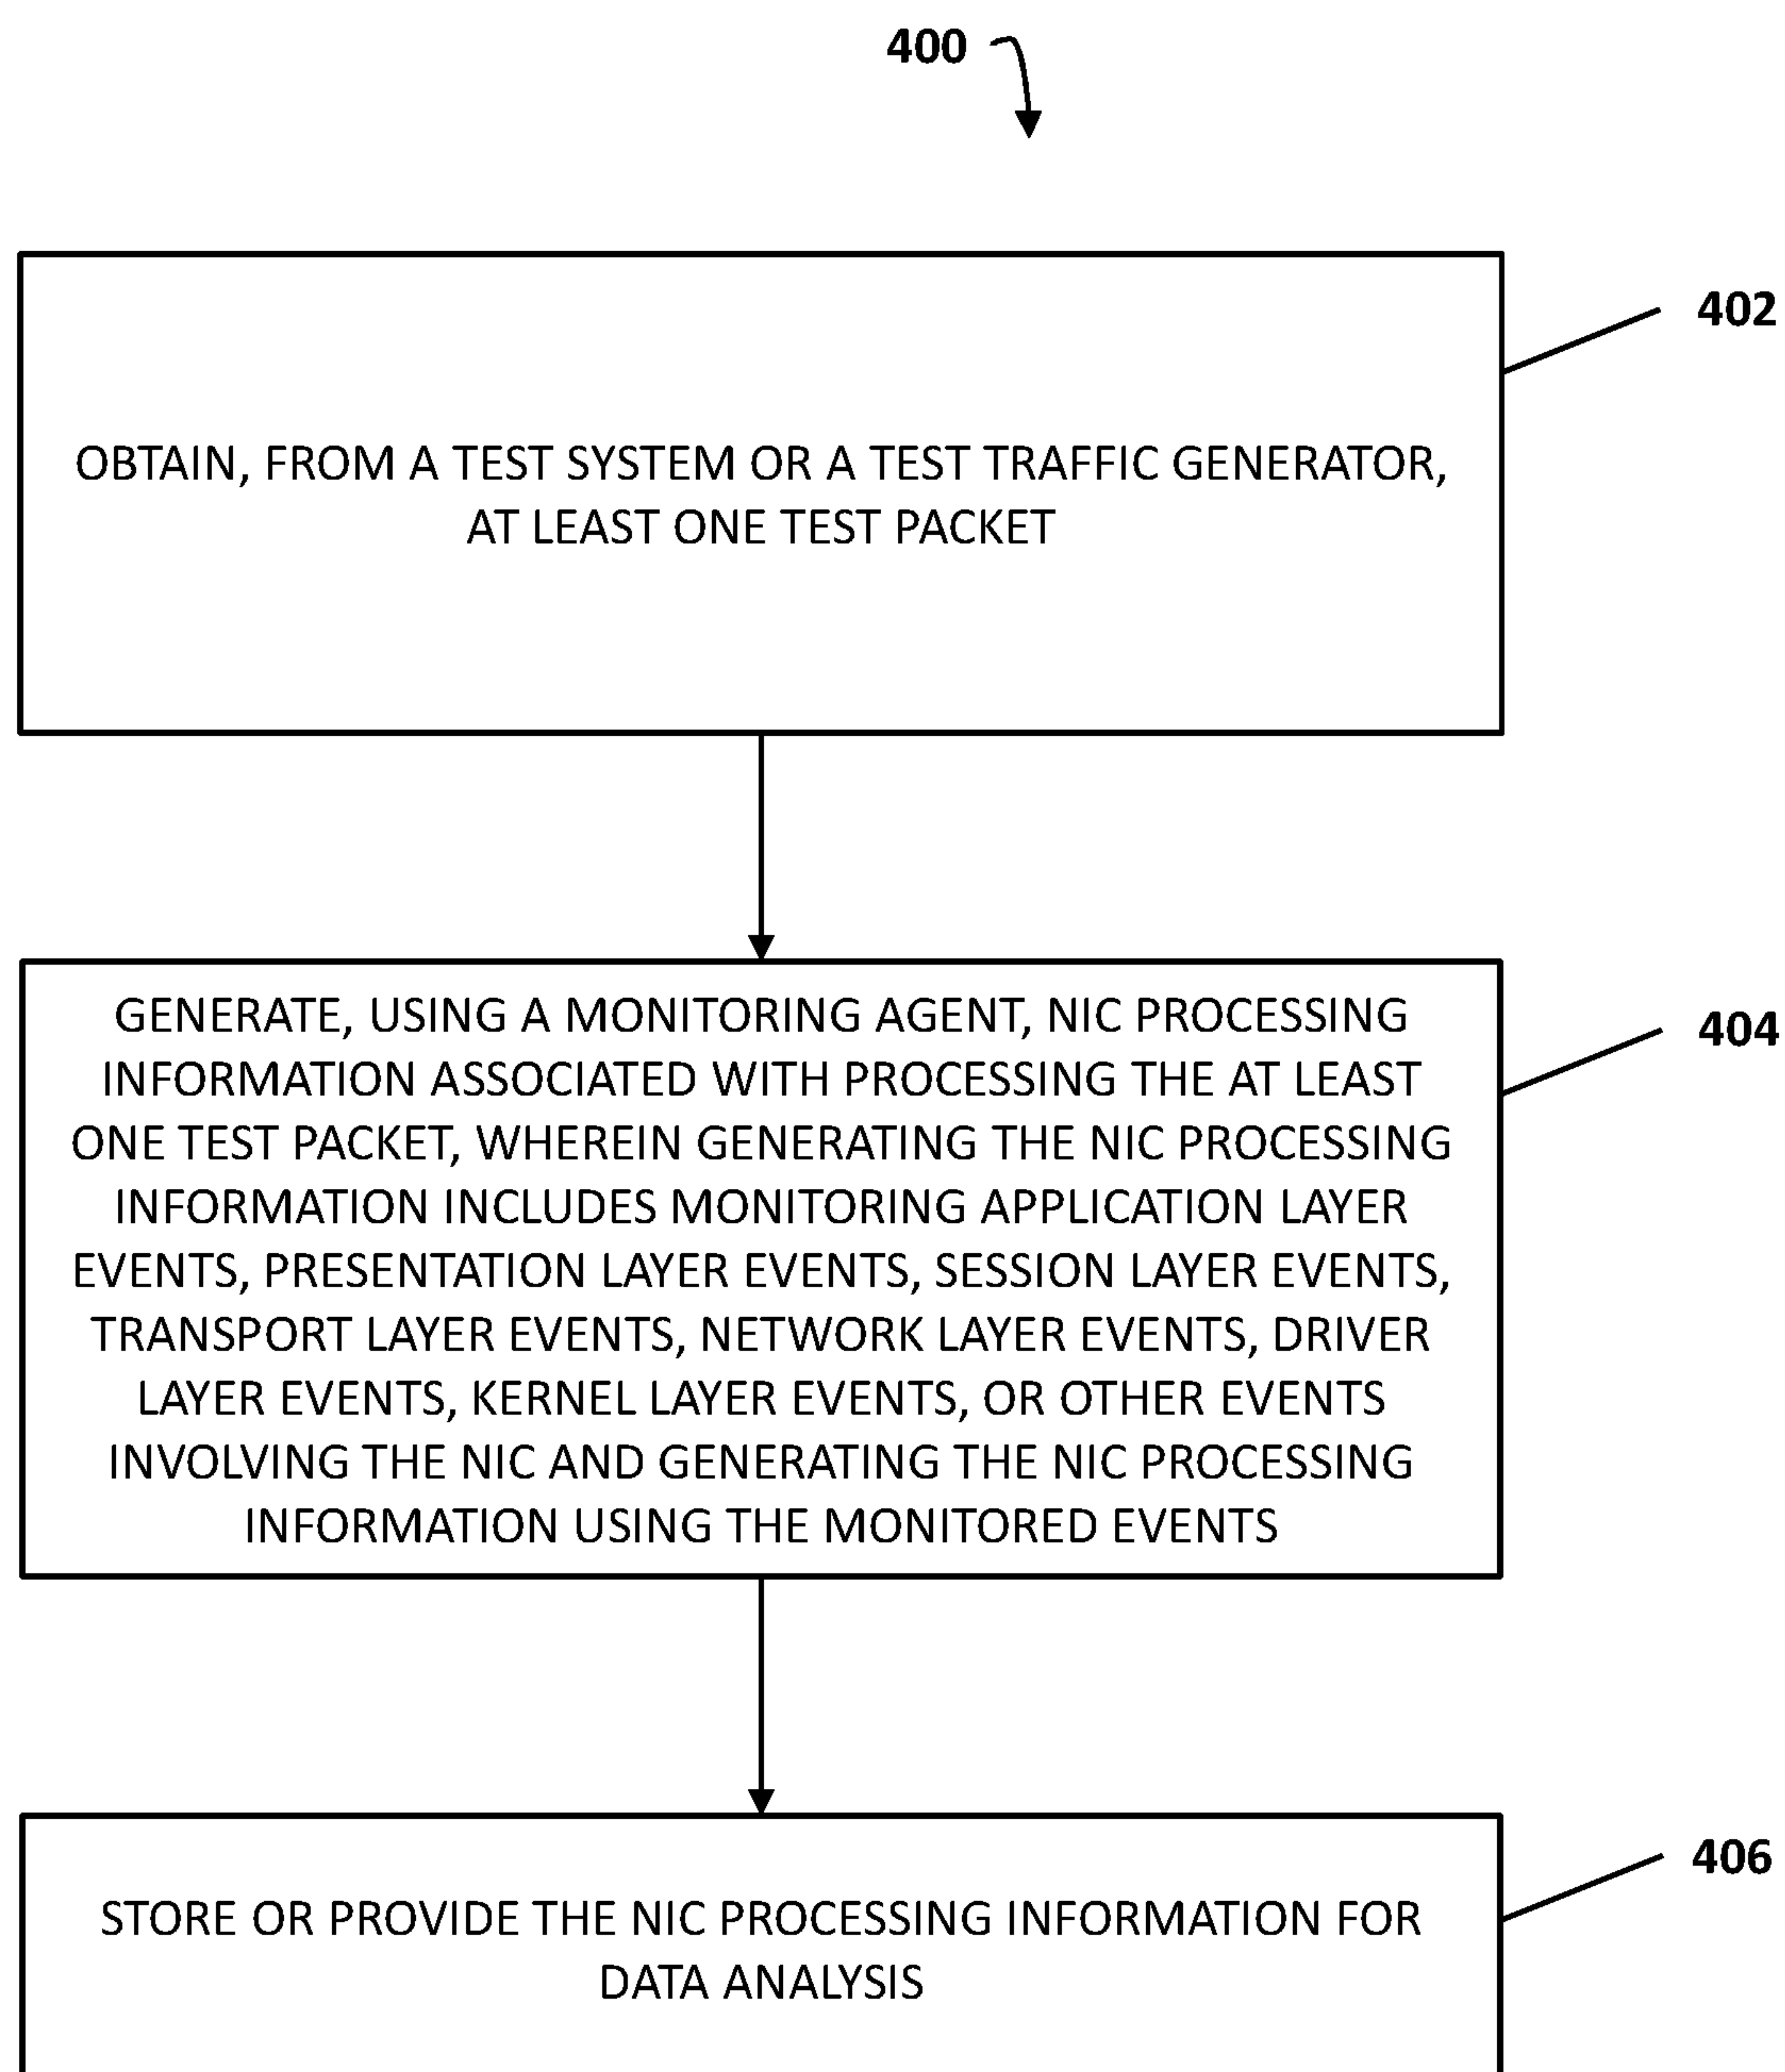 400
402
OBTAIN, FROM A TEST SYSTEM OR A TEST TRAFFIC GENERATOR,
AT LEAST ONE TEST PACKET
404
GENERATE, USING A MONITORING AGENT, NIC PROCESSING
INFORMATION ASSOCIATED WITH PROCESSING THE AT LEAST
ONE TEST PACKET, WHEREIN GENERATING THE NIC PROCESSING
INFORMATION INCLUDES MONITORING APPLICATION LAYER
EVENTS, PRESENTATION LAYER EVENTS, SESSION LAYER EVENTS,
TRANSPORT LAYER EVENTS, NETWORK LAYER EVENTS, DRIVER
LAYER EVENTS, KERNEL LAYER EVENTS, OR OTHER EVENTS
INVOLVING THE NIC AND GENERATING THE NIC PROCESSING
INFORMATION USING THE MONITORED EVENTS
406
STORE OR PROVIDE THE NIC PROCESSING INFORMATION FOR
DATA ANALYSIS